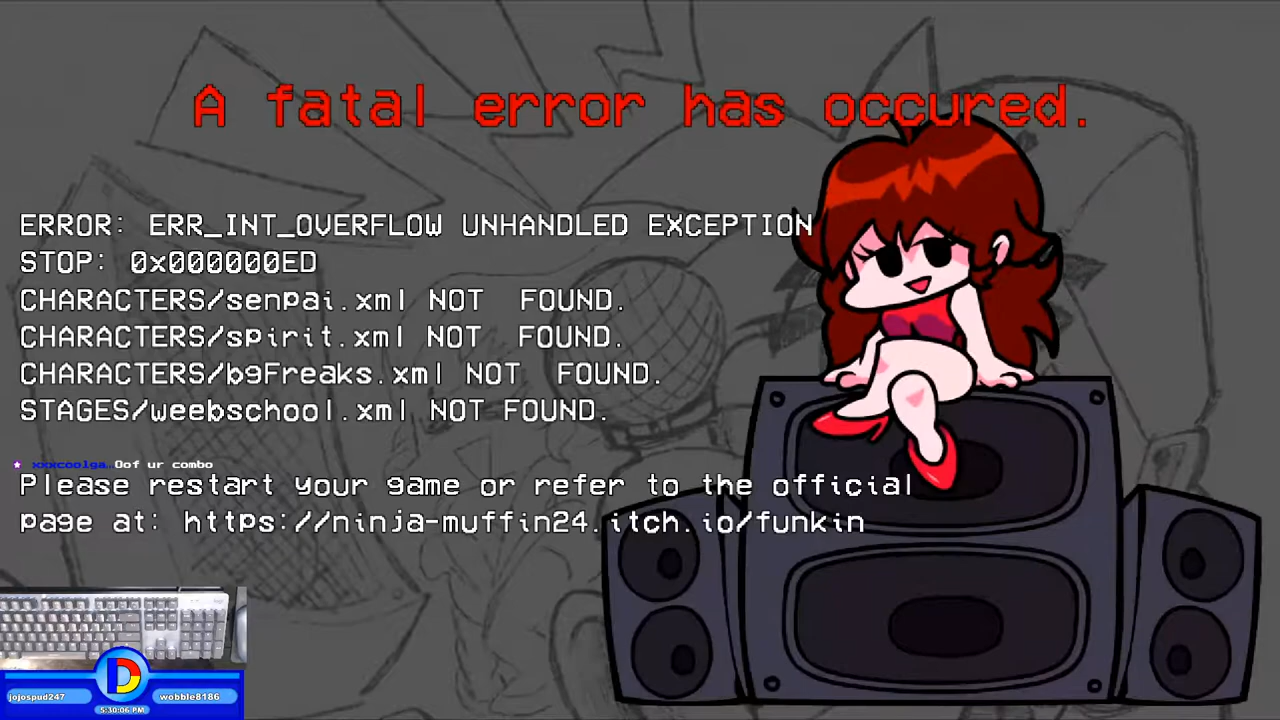 A fatal error has occured.
ERROR: ERR_INT_OVERFLOW UNHANDLED EXCEPTION
STOP: 0x000000ED
CHARACTERS/senpai.xml NOT FOUND.
CHARACTERS/spirit.xml NOT FOUND.
CHARACTERS/bgFreaks.xml NOT FOUND.
STAGES/weebschool.xml NOT FOUND.
xxxcoolga..Oof ur combo
Please restart your game or refer to the official
page at: https://ninja-muffin24.itch.io/funkin
D
jojospud247
wobble8186
5:30:06 PM